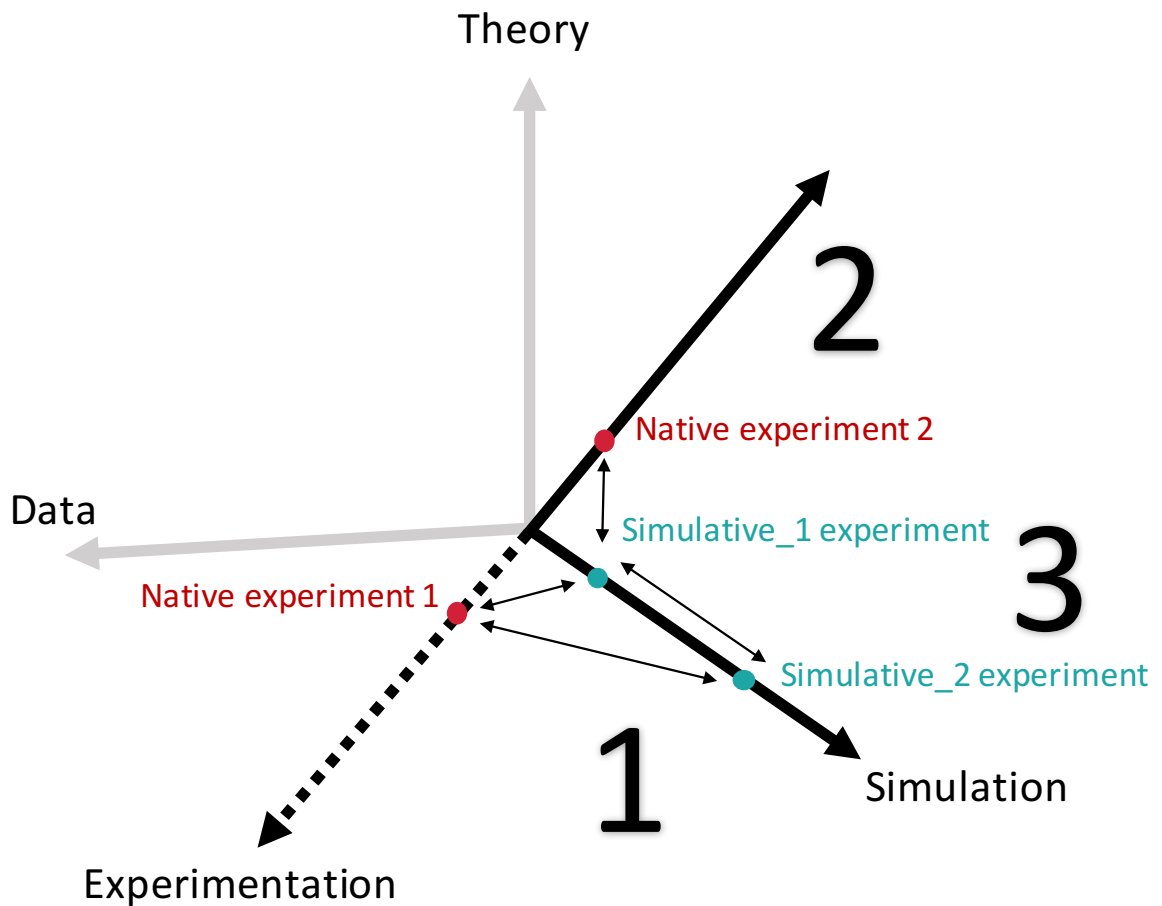 Theory
2
Native experiment 2
Data
Simulative_1 experiment
3
Native experiment 1
Simulative_2 experiment
1
Simulation
Experimentation